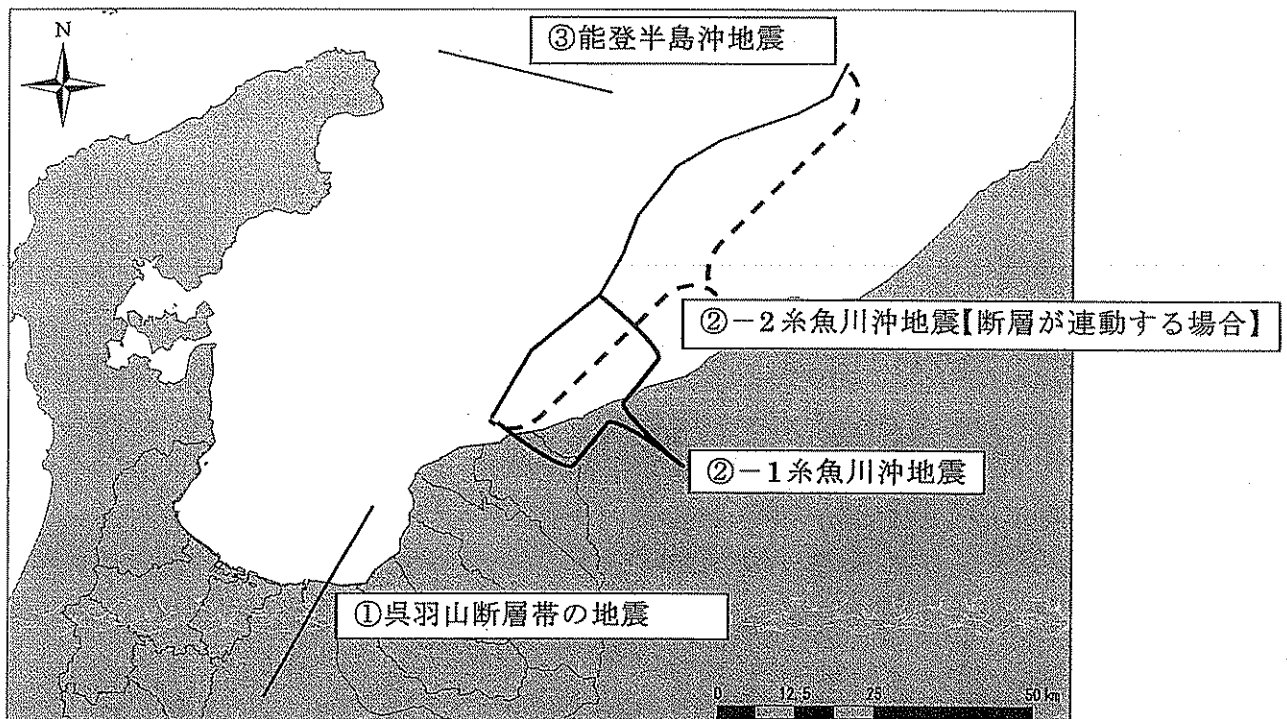 N
③能登半島沖地震
②－2糸魚川沖地震【断層が連動する場合】
②－1糸魚川沖地震
①呉羽山断層帯の地震
0 12.5 25 50 km